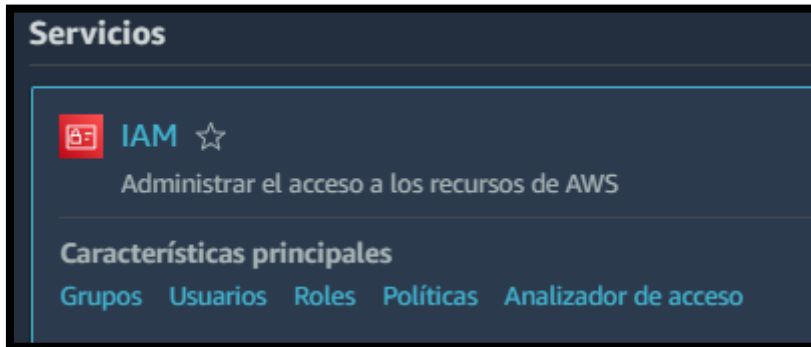 Servicios
IAM
Administrar el acceso a los recursos de AWS
Características principales
Grupos Usuarios Roles Políticas Analizador de acceso